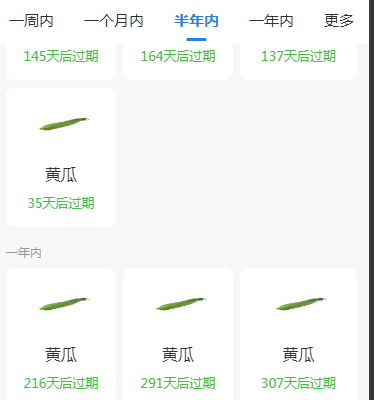 一周内 一个月内 半年内 一年内 更多
145天后过期 164天后过期 137天后过期
黄瓜
35天后过期
一年内
黄瓜 黄瓜 黄瓜
216天后过期 291天后过期 307天后过期